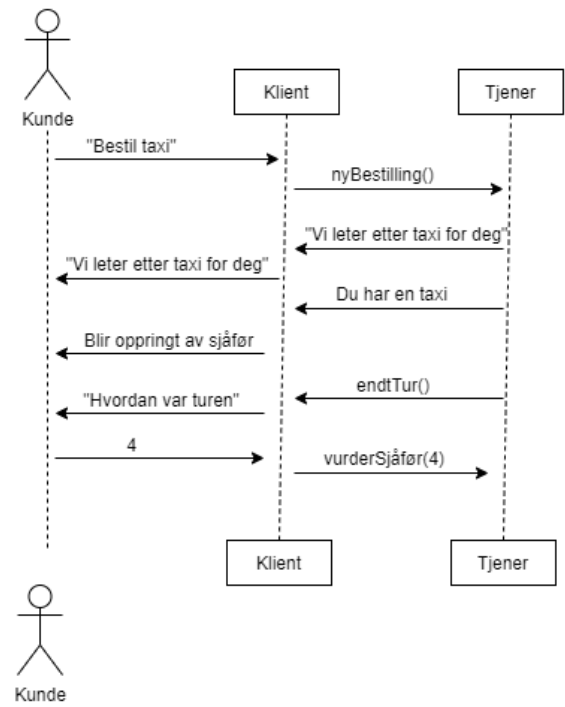 Kunde
Klient
Tjener
"Bestil taxi"
nyBestilling()
"Vi leter etter taxi for deg"
"Vi leter etter taxi for deg"
Du har en taxi
Blir oppringt av sjåfør
endtTur()
"Hvordan var turen"
4
vurderSjåfør(4)
Klient
Tjener
Kunde